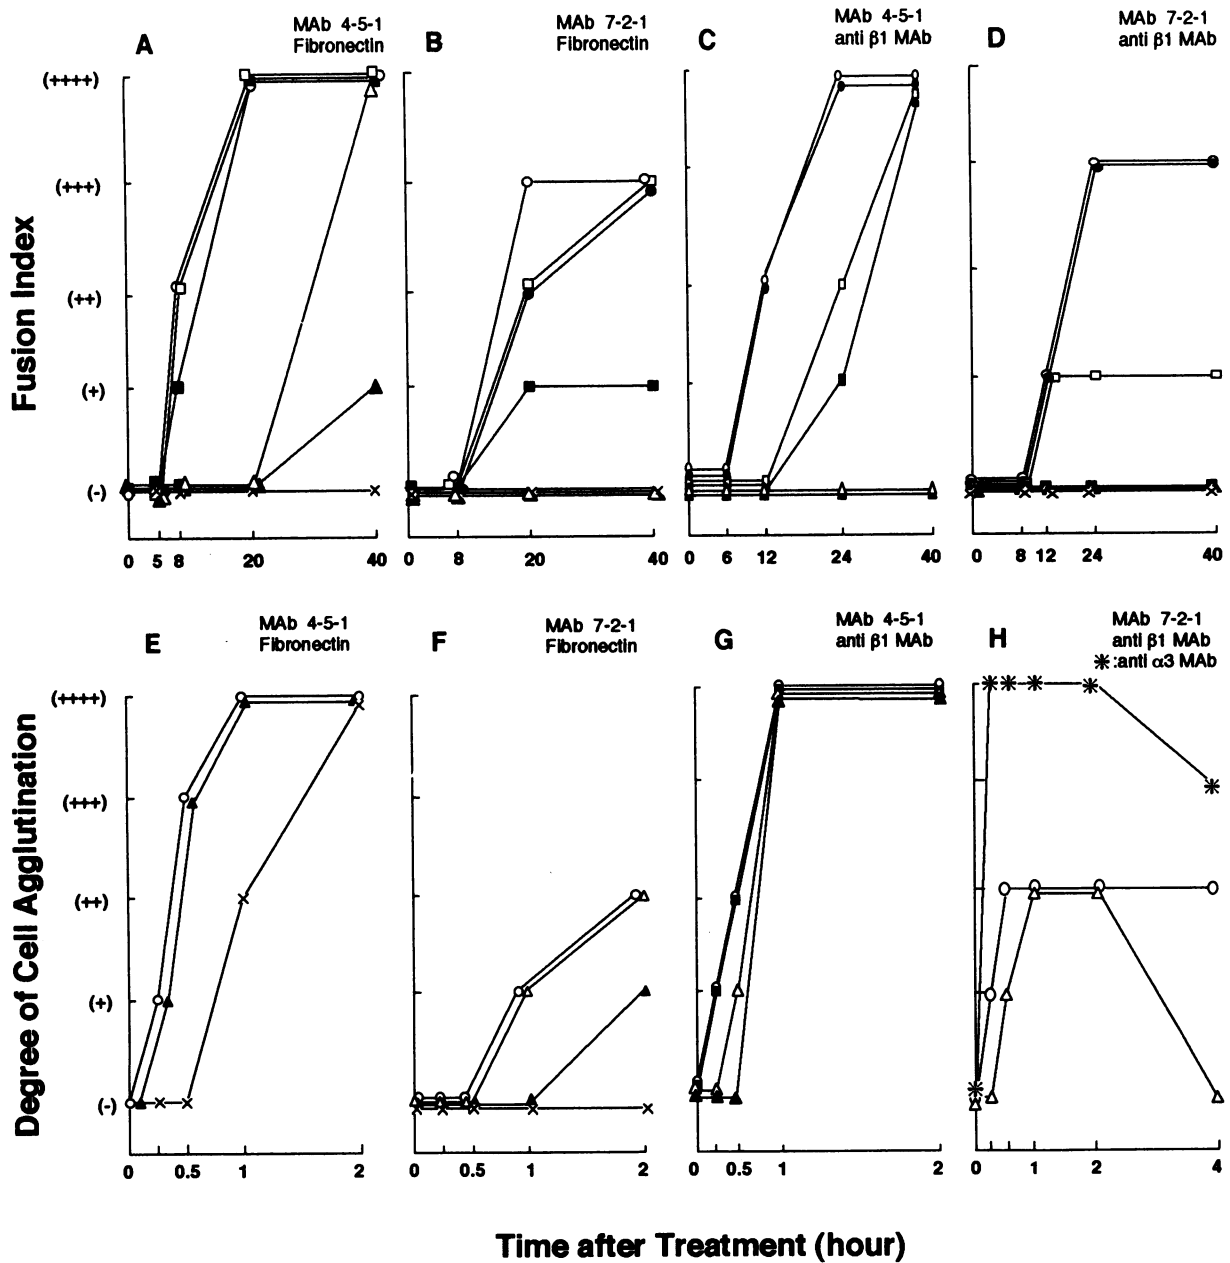 A
MAb 4-5-1
Fibronectin
B
MAb 7-2-1
Fibronectin
C
MAb 4-5-1
anti β1 MAb
D
MAb 7-2-1
anti β1 MAb
Fusion Index
(++++)
(+++)
(++)
(+)
(-)
0 5 8 20 40
0 8 20 40
0 6 12 24 40
0 8 12 24 40
E
MAb 4-5-1
Fibronectin
F
MAb 7-2-1
Fibronectin
G
MAb 4-5-1
anti β1 MAb
H
MAb 7-2-1
anti β1 MAb
✳:anti α3 MAb
Degree of Cell Agglutination
(++++)
(+++)
(++)
(+)
(-)
0 0.5 1 2
0 0.5 1 2
0 0.5 1 2
0 1 2 4
Time after Treatment (hour)